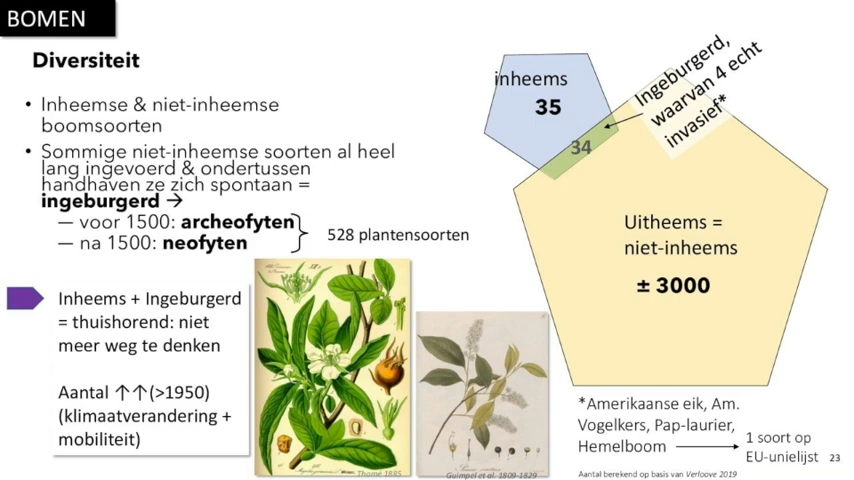 BOMEN
Diversiteit
• Inheemse & niet-inheemse
boomsoorten
• Sommige niet-inheemse soorten al heel
lang ingevoerd & ondertussen
handhaven ze zich spontaan =
ingeburgerd →
— voor 1500: archeofyten
— na 1500: neofyten
528 plantensoorten
Inheems + Ingeburgerd
= thuishorend: niet
meer weg te denken
Aantal ↑↑(>1950)
(klimaatverandering +
mobiliteit)
Thomé 1885
Guimpel et al. 1809-1829
inheems
35
34
Ingeburgerd,
waarvan 4 echt
invasief*
Uitheems =
niet-inheems
± 3000
*Amerikaanse eik, Am.
Vogelkers, Pap-laurier,
Hemelboom
1 soort op
EU-unielijst
23
Aantal berekend op basis van Verloove 2019